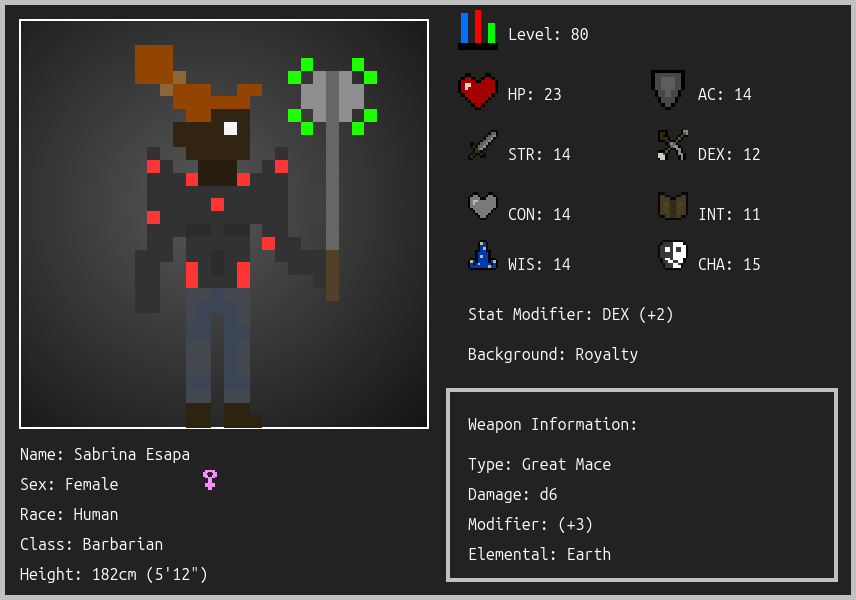 Level: 80
HP: 23
AC: 14
STR: 14
DEX: 12
CON: 14
INT: 11
WIS: 14
CHA: 15
Stat Modifier: DEX (+2)
Background: Royalty
Weapon Information:
Type: Great Mace
Damage: d6
Modifier: (+3)
Elemental: Earth
Name: Sabrina Esapa
Sex: Female
Race: Human
Class: Barbarian
Height: 182cm (5'12")